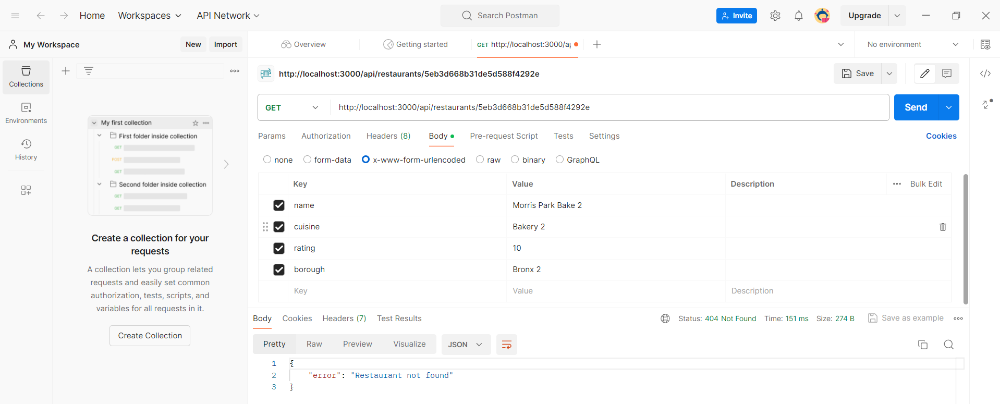 Home Workspaces API Network Search Postman Invite Upgrade
My Workspace New Import
Overview Getting started GET http://localhost:3000/ap No environment
Collections
Environments
History
My first collection
First folder inside collection
GET
POST
GET
Second folder inside collection
GET
GET
Create a collection for your
requests
A collection lets you group related
requests and easily set common
authorization, tests, scripts, and
variables for all requests in it.
Create Collection
HTTP http://localhost:3000/api/restaurants/5eb3d668b31de5d588f4292e Save
GET http://localhost:3000/api/restaurants/5eb3d668b31de5d588f4292e Send
Params Authorization Headers (8) Body Pre-request Script Tests Settings Cookies
none form-data x-www-form-urlencoded raw binary GraphQL
Key Value Description Bulk Edit
name Morris Park Bake 2
cuisine Bakery 2
rating 10
borough Bronx 2
Key Value Description
Body Cookies Headers (7) Test Results Status: 404 Not Found Time: 151 ms Size: 274 B Save as example
Pretty Raw Preview Visualize JSON
1 {
2 "error": "Restaurant not found"
3 }